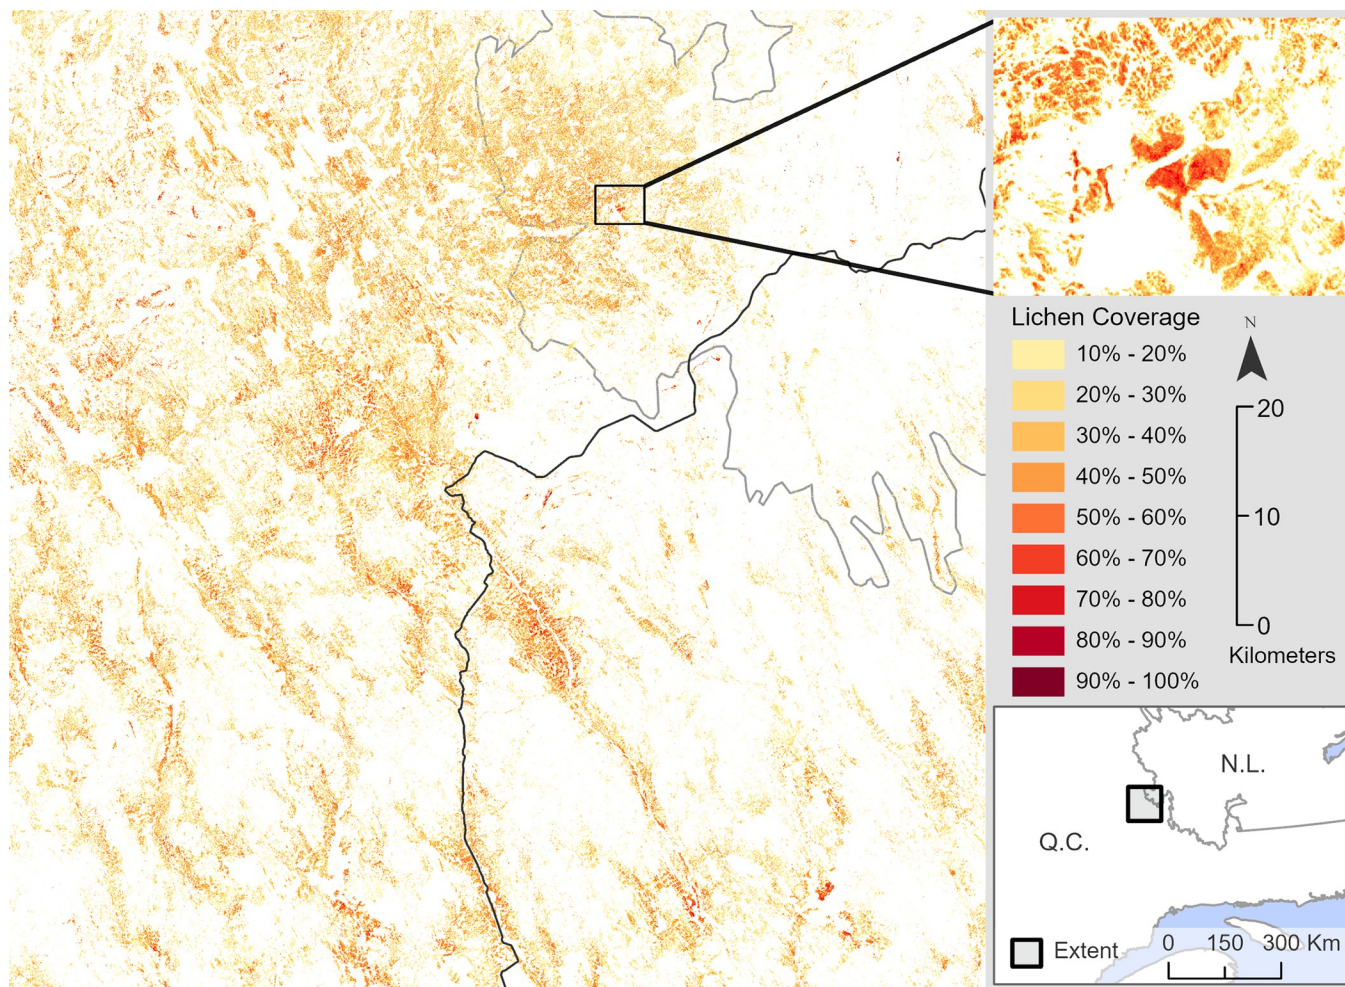 Lichen Coverage
10% - 20%
20% - 30%
30% - 40%
40% - 50%
50% - 60%
60% - 70%
70% - 80%
80% - 90%
90% - 100%
N
20
10
0
Kilometers
N.L.
Q.C.
Extent
0 150 300 Km